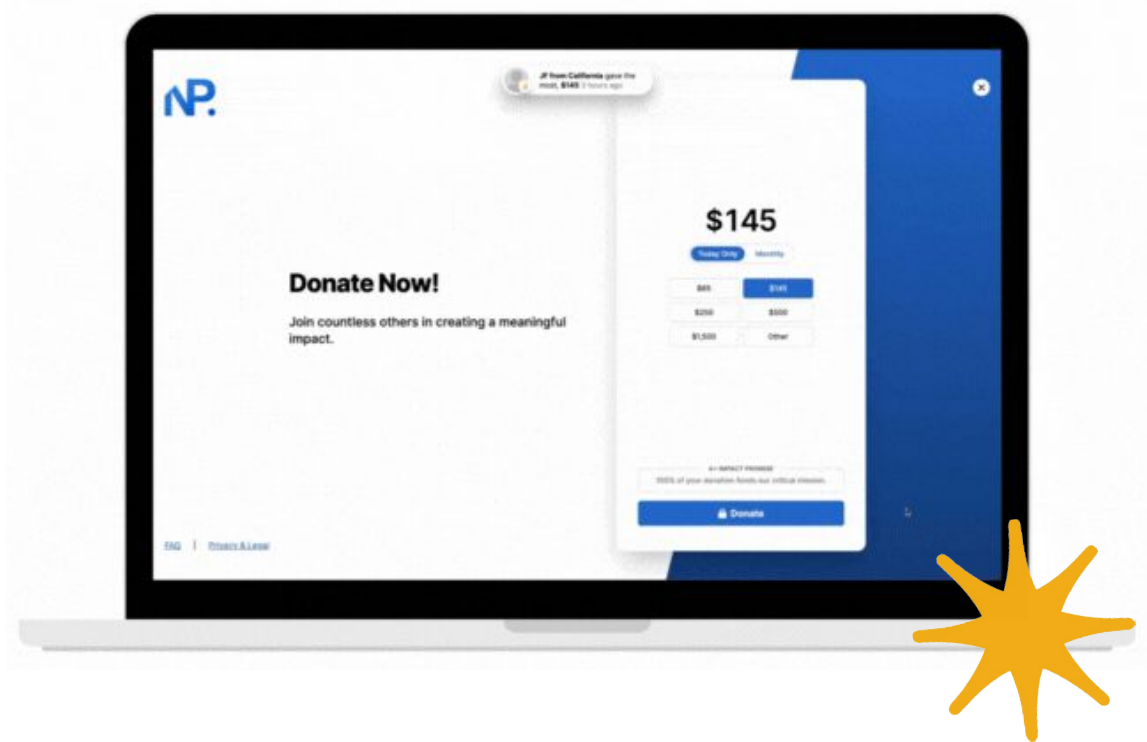 NP.
JF from California gave the
most, $145 3 hours ago
$145
Today Only Monthly
Donate Now!
Join countless others in creating a meaningful
impact.
$65 $145
$250 $500
$1,500 Other
A+ IMPACT PROMISE
100% of your donation funds our critical mission.
Donate
FAQ | Privacy & Legal